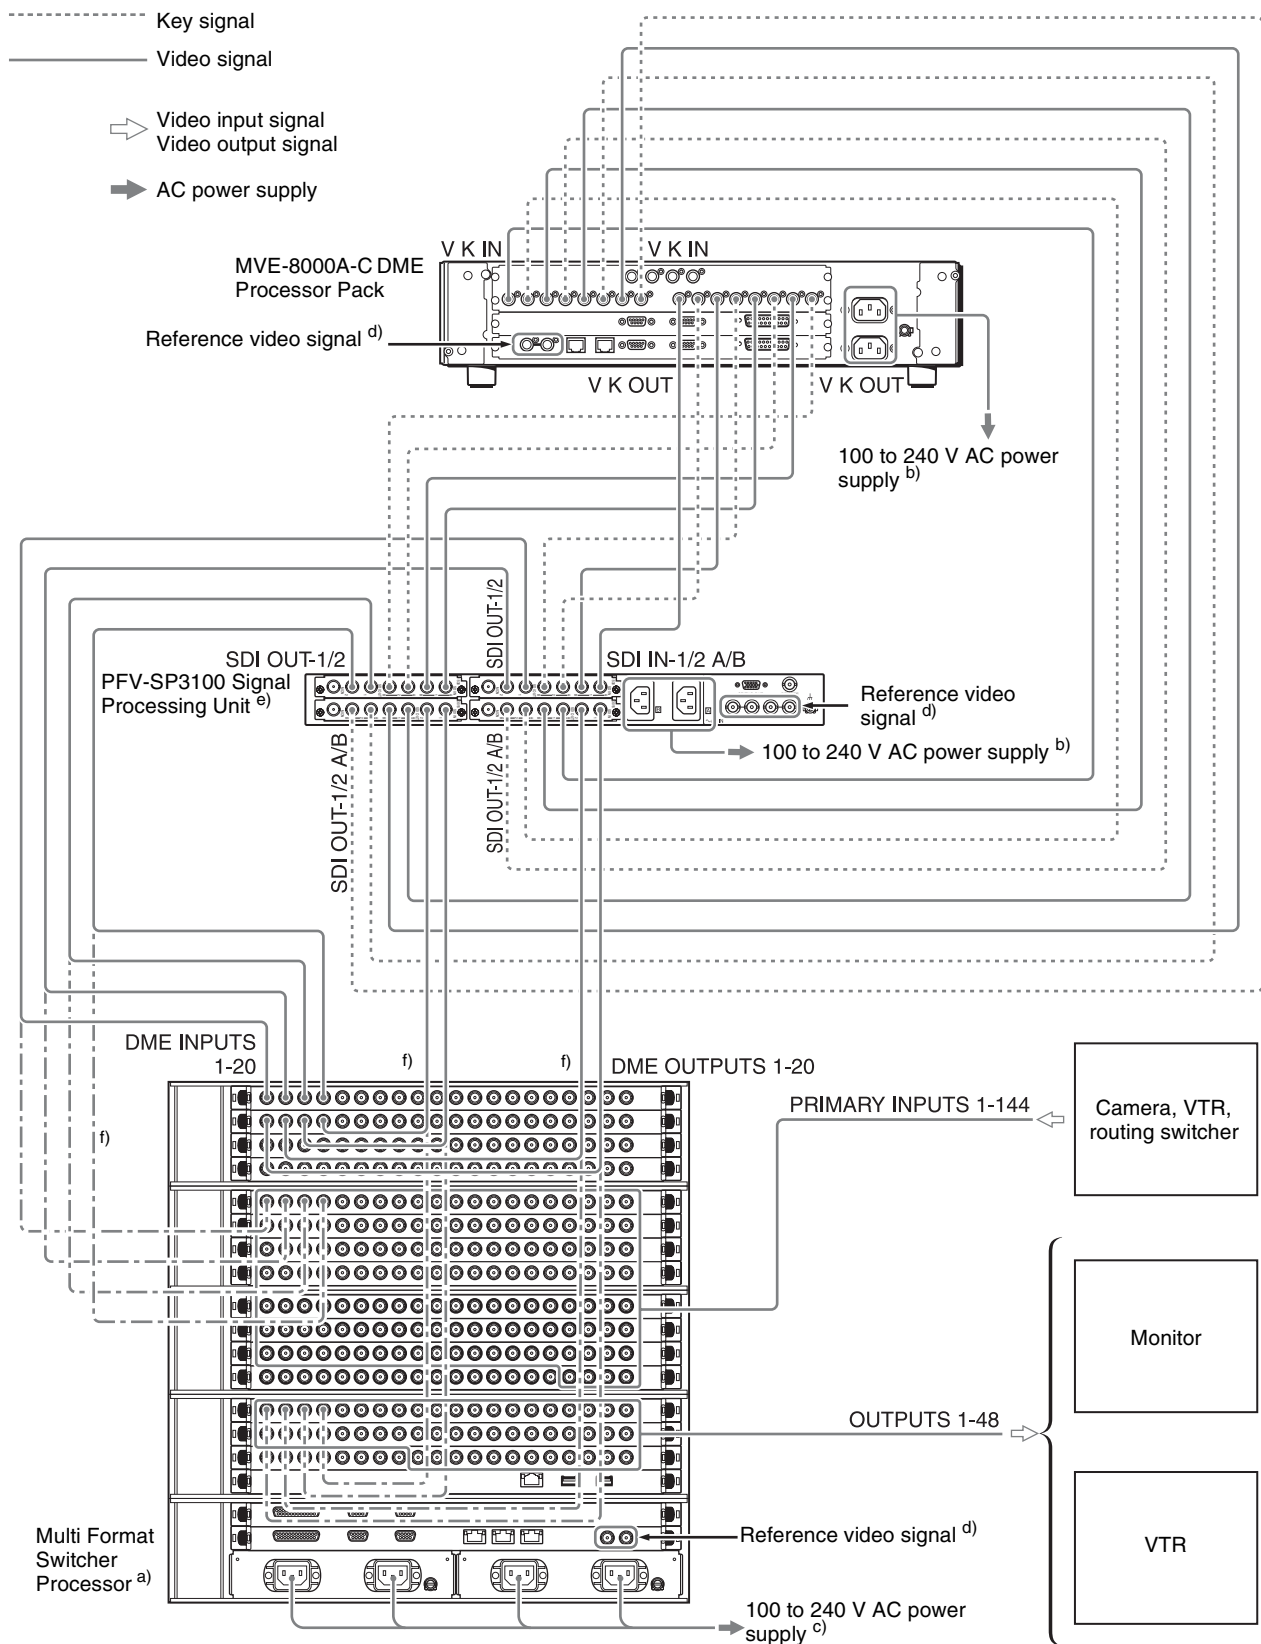 Key signal
Video signal
Video input signal
Video output signal
AC power supply
V K IN
V K IN
MVE-8000A-C DME
Processor Pack
Reference video signal d)
V K OUT
V K OUT
100 to 240 V AC power
supply b)
SDI OUT-1/2
SDI OUT-1/2
SDI IN-1/2 A/B
PFV-SP3100 Signal
Processing Unit e)
Reference video
signal d)
100 to 240 V AC power supply b)
SDI OUT-1/2 A/B
SDI OUT-1/2 A/B
DME INPUTS
1-20
f)
f)
DME OUTPUTS 1-20
PRIMARY INPUTS 1-144
Camera, VTR,
routing switcher
f)
Monitor
OUTPUTS 1-48
Multi Format
Switcher
Processor a)
Reference video signal d)
VTR
100 to 240 V AC power
supply c)